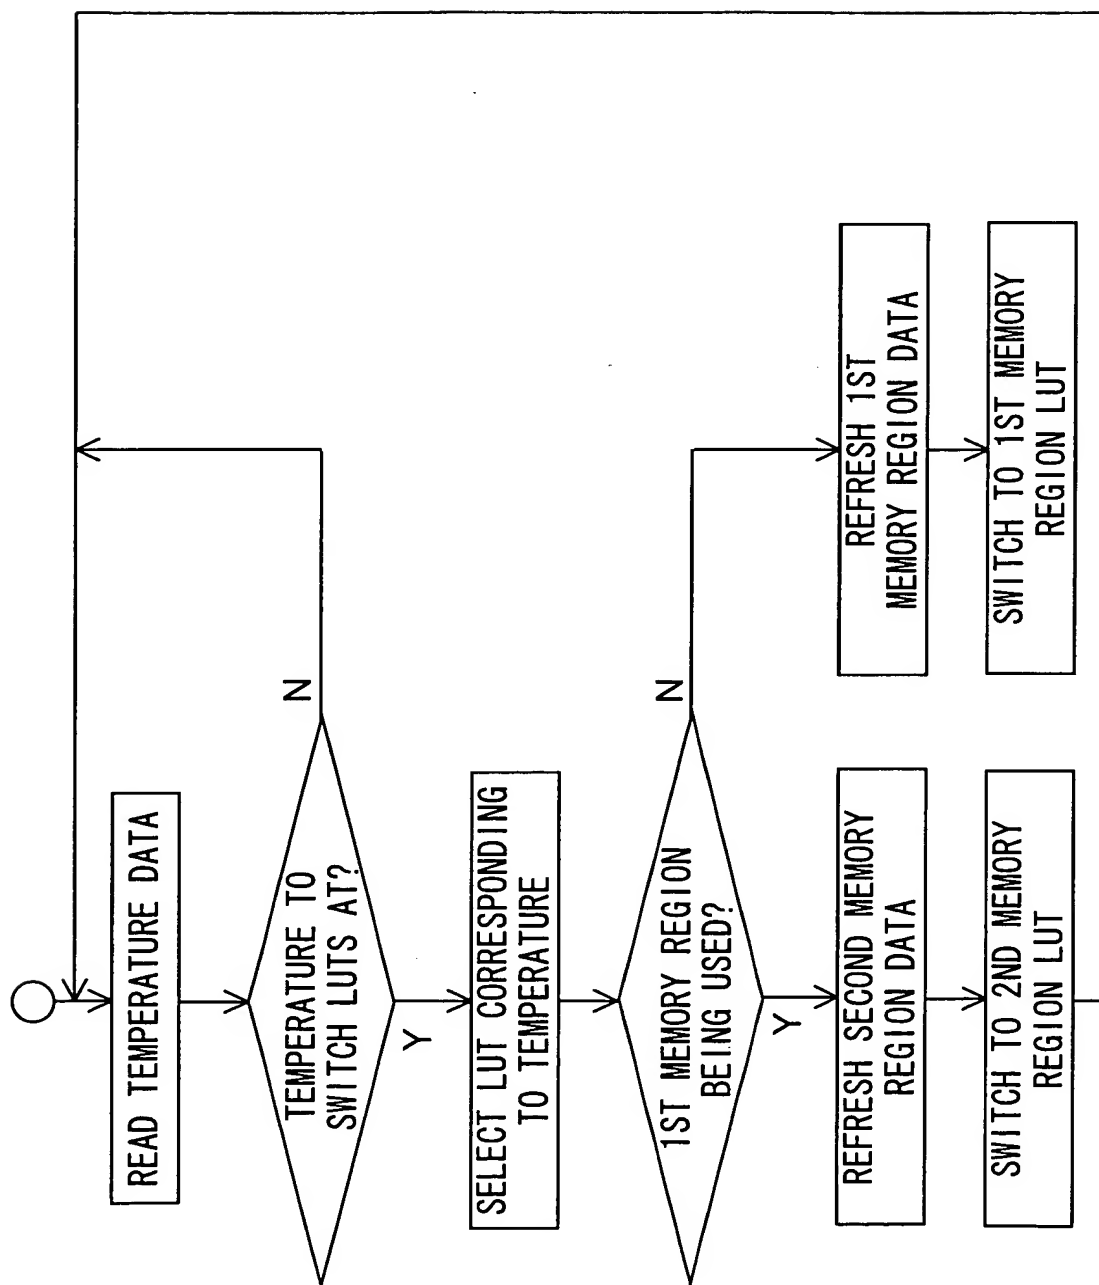 READ TEMPERATURE DATA
TEMPERATURE TO
SWITCH LUTS AT?
N
Y
SELECT LUT CORRESPONDING
TO TEMPERATURE
1ST MEMORY REGION
BEING USED?
N
Y
REFRESH SECOND MEMORY
REGION DATA
REFRESH 1ST
MEMORY REGION DATA
SWITCH TO 2ND MEMORY
REGION LUT
SWITCH TO 1ST MEMORY
REGION LUT